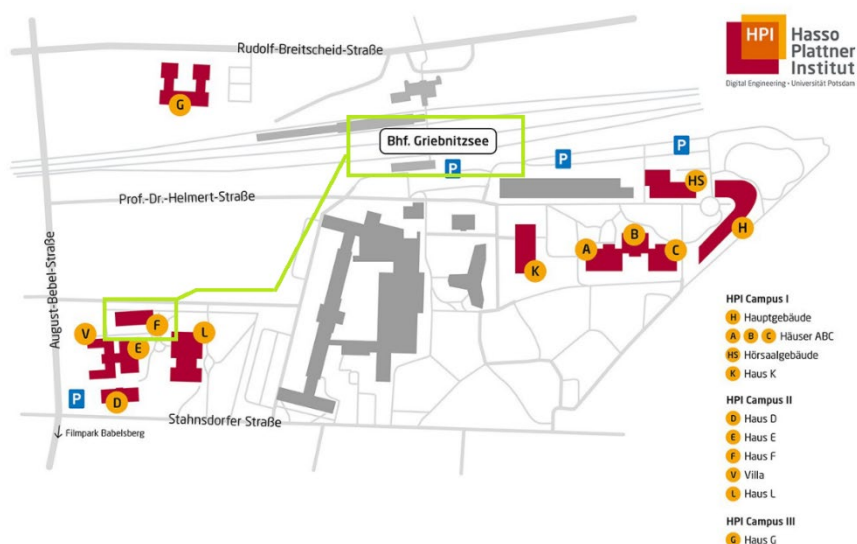 HPI
Hasso
Plattner
Institut
Digital Engineering • Universität Potsdam
Rudolf-Breitscheid-Straße
G
Bhf. Griebnitzsee
P
P
P
Prof.-Dr.-Helmert-Straße
HS
August-Bebel-Straße
A
B
C
H
K
V
F
L
E
D
P
Stahnsdorfer Straße
↓ Filmpark Babelsberg
HPI Campus I
H Hauptgebäude
A B C Häuser ABC
HS Hörsaalgebäude
K Haus K
HPI Campus II
D Haus D
E Haus E
F Haus F
V Villa
L Haus L
HPI Campus III
G Haus G